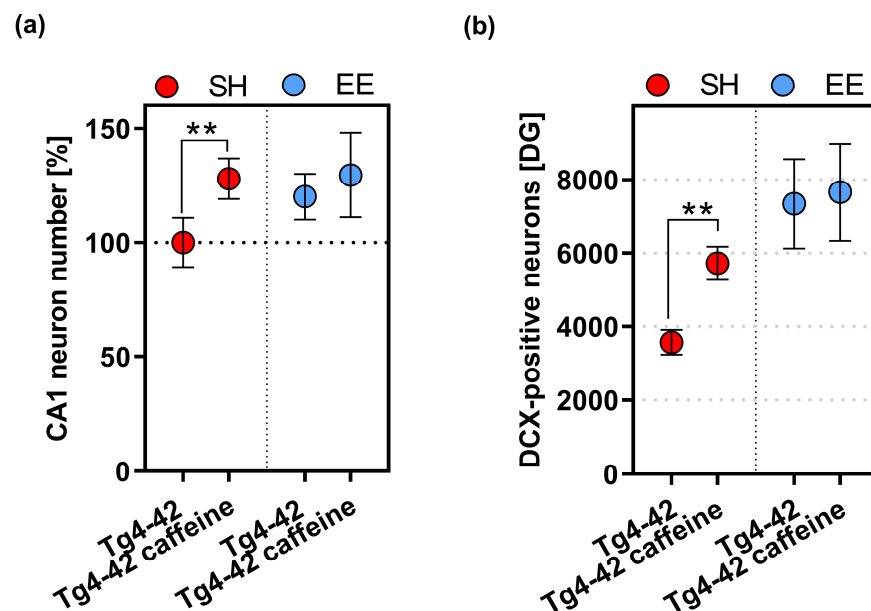 (a)
SH EE
CA1 neuron number [%]
150
100
50
0
**
Tg4-42
Tg4-42 caffeine
Tg4-42
Tg4-42 caffeine
(b)
SH EE
DCX-positive neurons [DG]
8000
6000
4000
2000
0
**
Tg4-42
Tg4-42 caffeine
Tg4-42
Tg4-42 caffeine